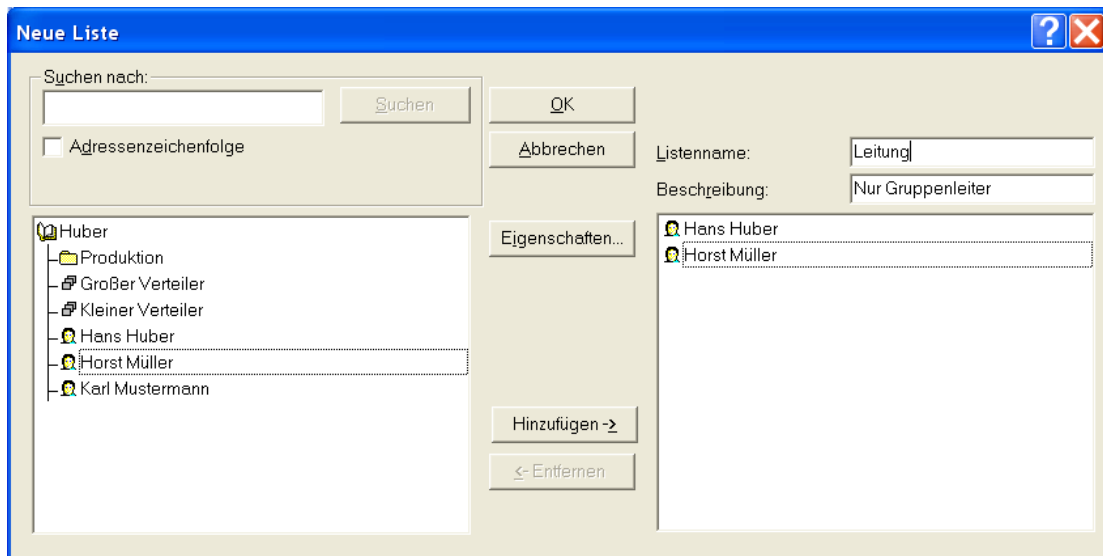 Neue Liste
Suchen nach:
Suchen
Adressenzeichenfolge
OK
Abbrechen
Listenname:
Leitung
Beschreibung:
Nur Gruppenleiter
Huber
Produktion
Großer Verteiler
Kleiner Verteiler
Hans Huber
Horst Müller
Karl Mustermann
Eigenschaften...
Hinzufügen ->
<- Entfernen
Hans Huber
Horst Müller